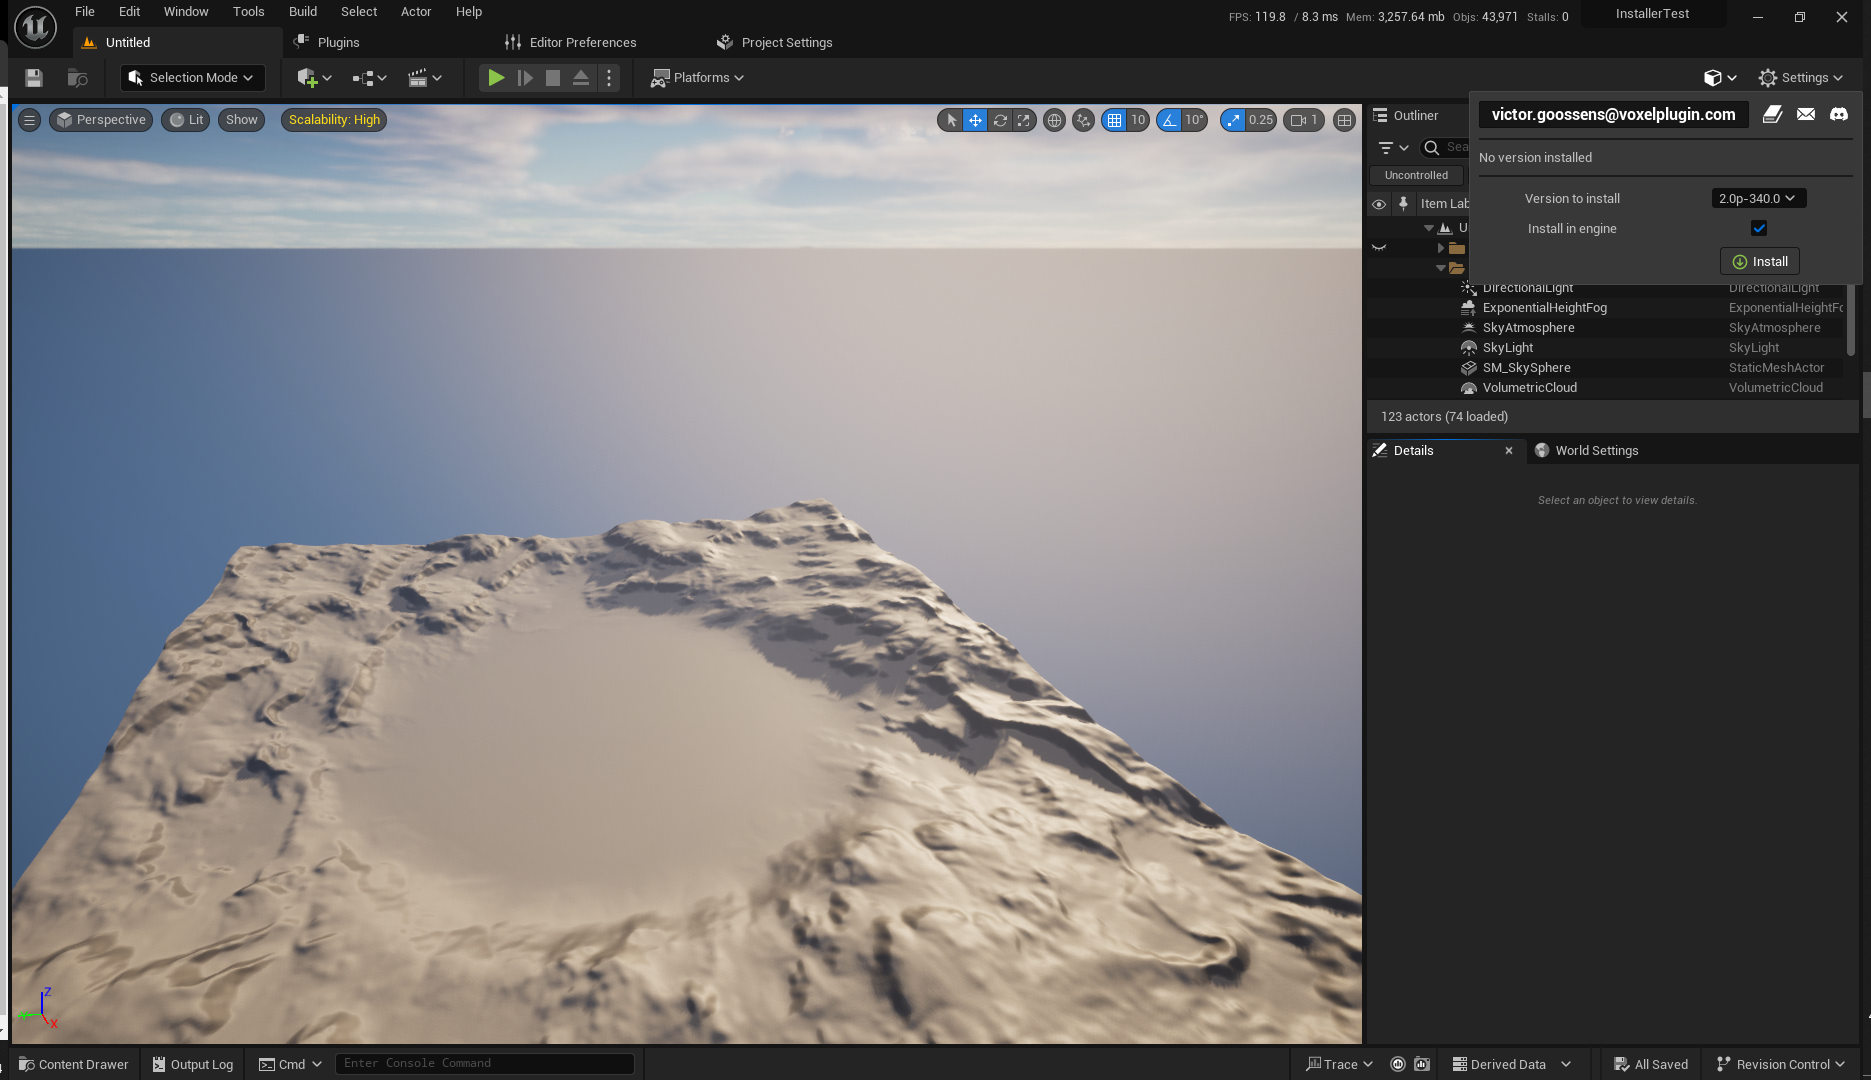 File Edit Window Tools Build Select Actor Help
FPS: 119.8 / 8.3 ms Mem: 3,257.64 mb Objs: 43,971 Stalls: 0
InstallerTest
Untitled
Plugins
Editor Preferences
Project Settings
Selection Mode
Platforms
Settings
Perspective
Lit
Show
Scalability: High
10
10°
0.25
1
Outliner
victor.goossens@voxelplugin.com
No version installed
Uncontrolled
Version to install 2.0p-340.0
Item Lab
Install in engine
U
Install
DirectionalLight DirectionalLight
ExponentialHeightFog ExponentialHeightFo
SkyAtmosphere SkyAtmosphere
SkyLight SkyLight
SM_SkySphere StaticMeshActor
VolumetricCloud VolumetricCloud
123 actors (74 loaded)
Details
World Settings
Select an object to view details.
Z
X
Content Drawer
Output Log
Cmd
Enter Console Command
Trace
Derived Data
All Saved
Revision Control